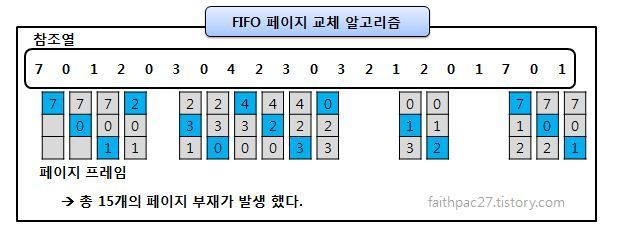 FIFO 페이지 교체 알고리즘
참조열
7 0 1 2 0 3 0 4 2 3 0 3 2 1 2 0 1 7 0 1
7 7 7 2 2 2 4 4 4 0 0 0 7 7 7
0 0 0 3 3 3 2 2 2 1 1 1 0 0
1 1 1 0 0 0 3 3 3 2 2 2 1
페이지 프레임
→ 총 15개의 페이지 부재가 발생 했다.
faithpac27.tistory.com